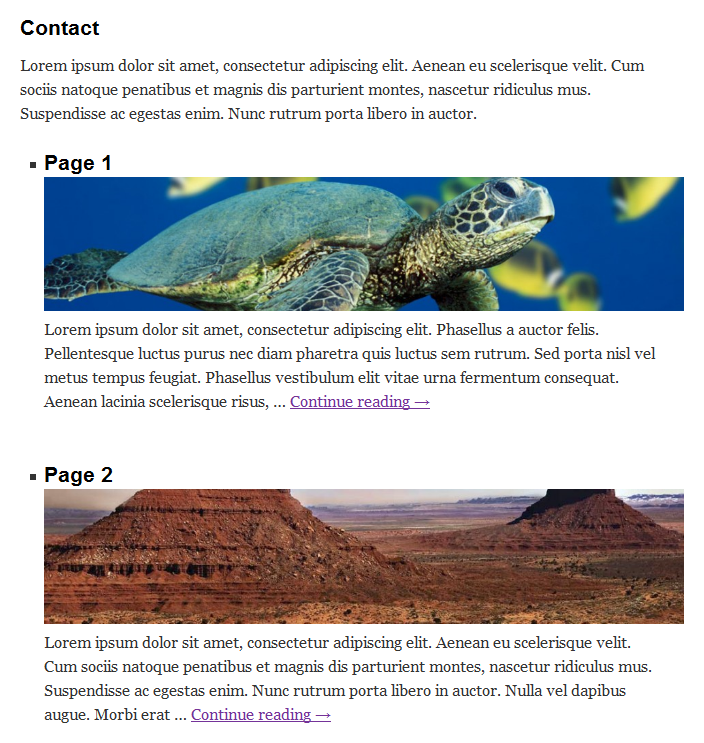 Contact
Lorem ipsum dolor sit amet, consectetur adipiscing elit. Aenean eu scelerisque velit. Cum
sociis natoque penatibus et magnis dis parturient montes, nascetur ridiculus mus.
Suspendisse ac egestas enim. Nunc rutrum porta libero in auctor.
Page 1
Lorem ipsum dolor sit amet, consectetur adipiscing elit. Phasellus a auctor felis.
Pellentesque luctus purus nec diam pharetra quis luctus sem rutrum. Sed porta nisl vel
metus tempus feugiat. Phasellus vestibulum elit vitae urna fermentum consequat.
Aenean lacinia scelerisque risus, … Continue reading →
Page 2
Lorem ipsum dolor sit amet, consectetur adipiscing elit. Aenean eu scelerisque velit.
Cum sociis natoque penatibus et magnis dis parturient montes, nascetur ridiculus mus.
Suspendisse ac egestas enim. Nunc rutrum porta libero in auctor. Nulla vel dapibus
augue. Morbi erat … Continue reading →